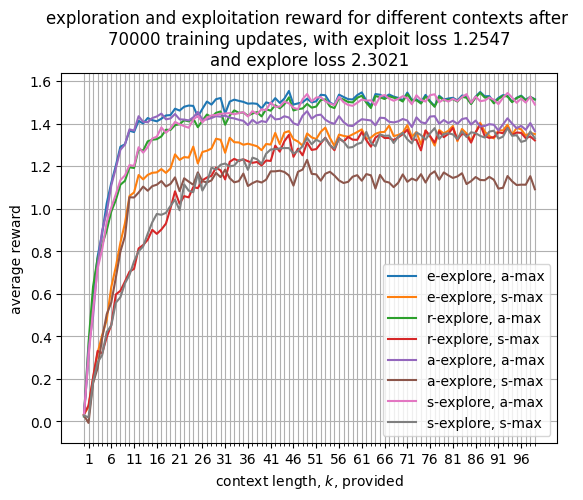 exploration and exploitation reward for different contexts after
70000 training updates, with exploit loss 1.2547
and explore loss 2.3021
1.6
1.4
1.2
1.0
0.8
0.6
0.4
0.2
0.0
average reward
e-explore, a-max
e-explore, s-max
r-explore, a-max
r-explore, s-max
a-explore, a-max
a-explore, s-max
s-explore, a-max
s-explore, s-max
1 6 11 16 21 26 31 36 41 46 51 56 61 66 71 76 81 86 91 96
context length, k, provided